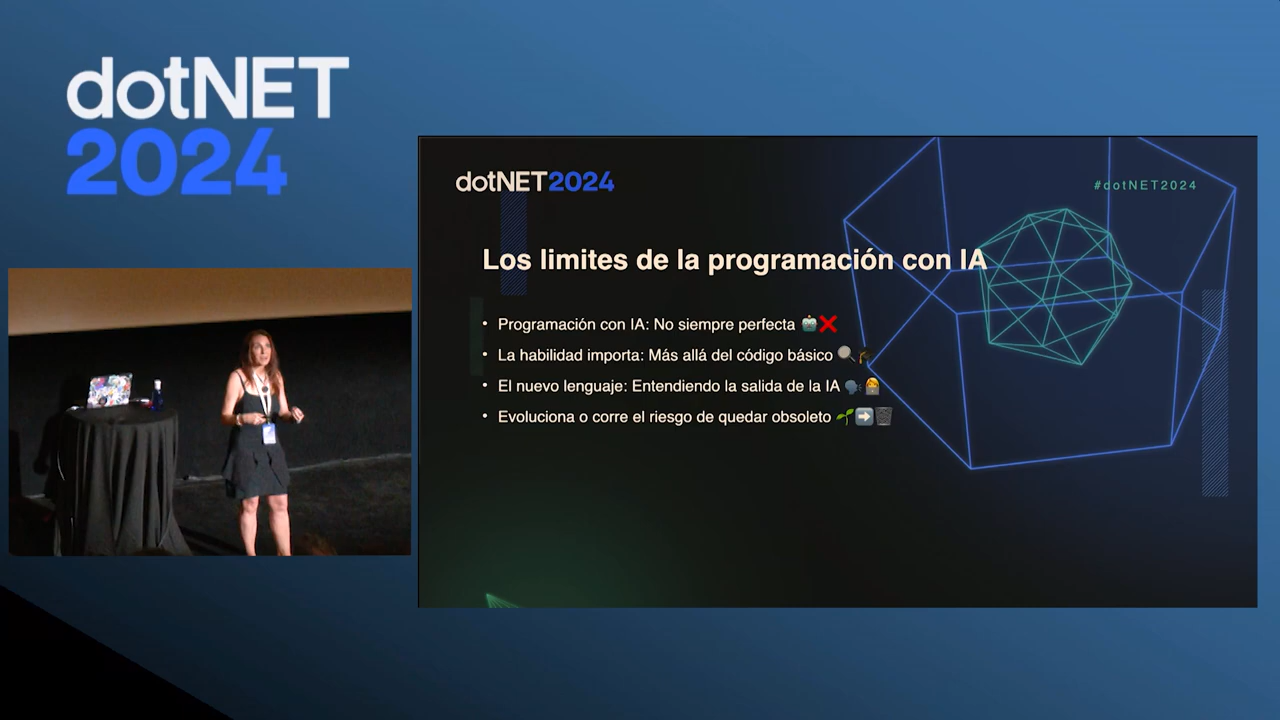 dotNET
2024
dotNET2024
#dotNET2024
Los limites de la programación con IA
• Programación con IA: No siempre perfecta 🤖❌
• La habilidad importa: Más allá del código básico 🔍🎓
• El nuevo lenguaje: Entendiendo la salida de la IA 🗣️🙋
• Evoluciona o corre el riesgo de quedar obsoleto 🌱➡️🗑️